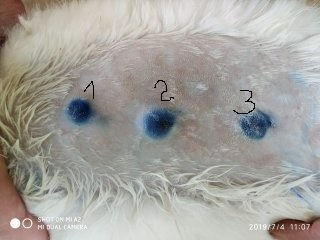 1 2. 3
SHOT ON MI A2
MI DUAL CAMERA
2019/7/4 11:07